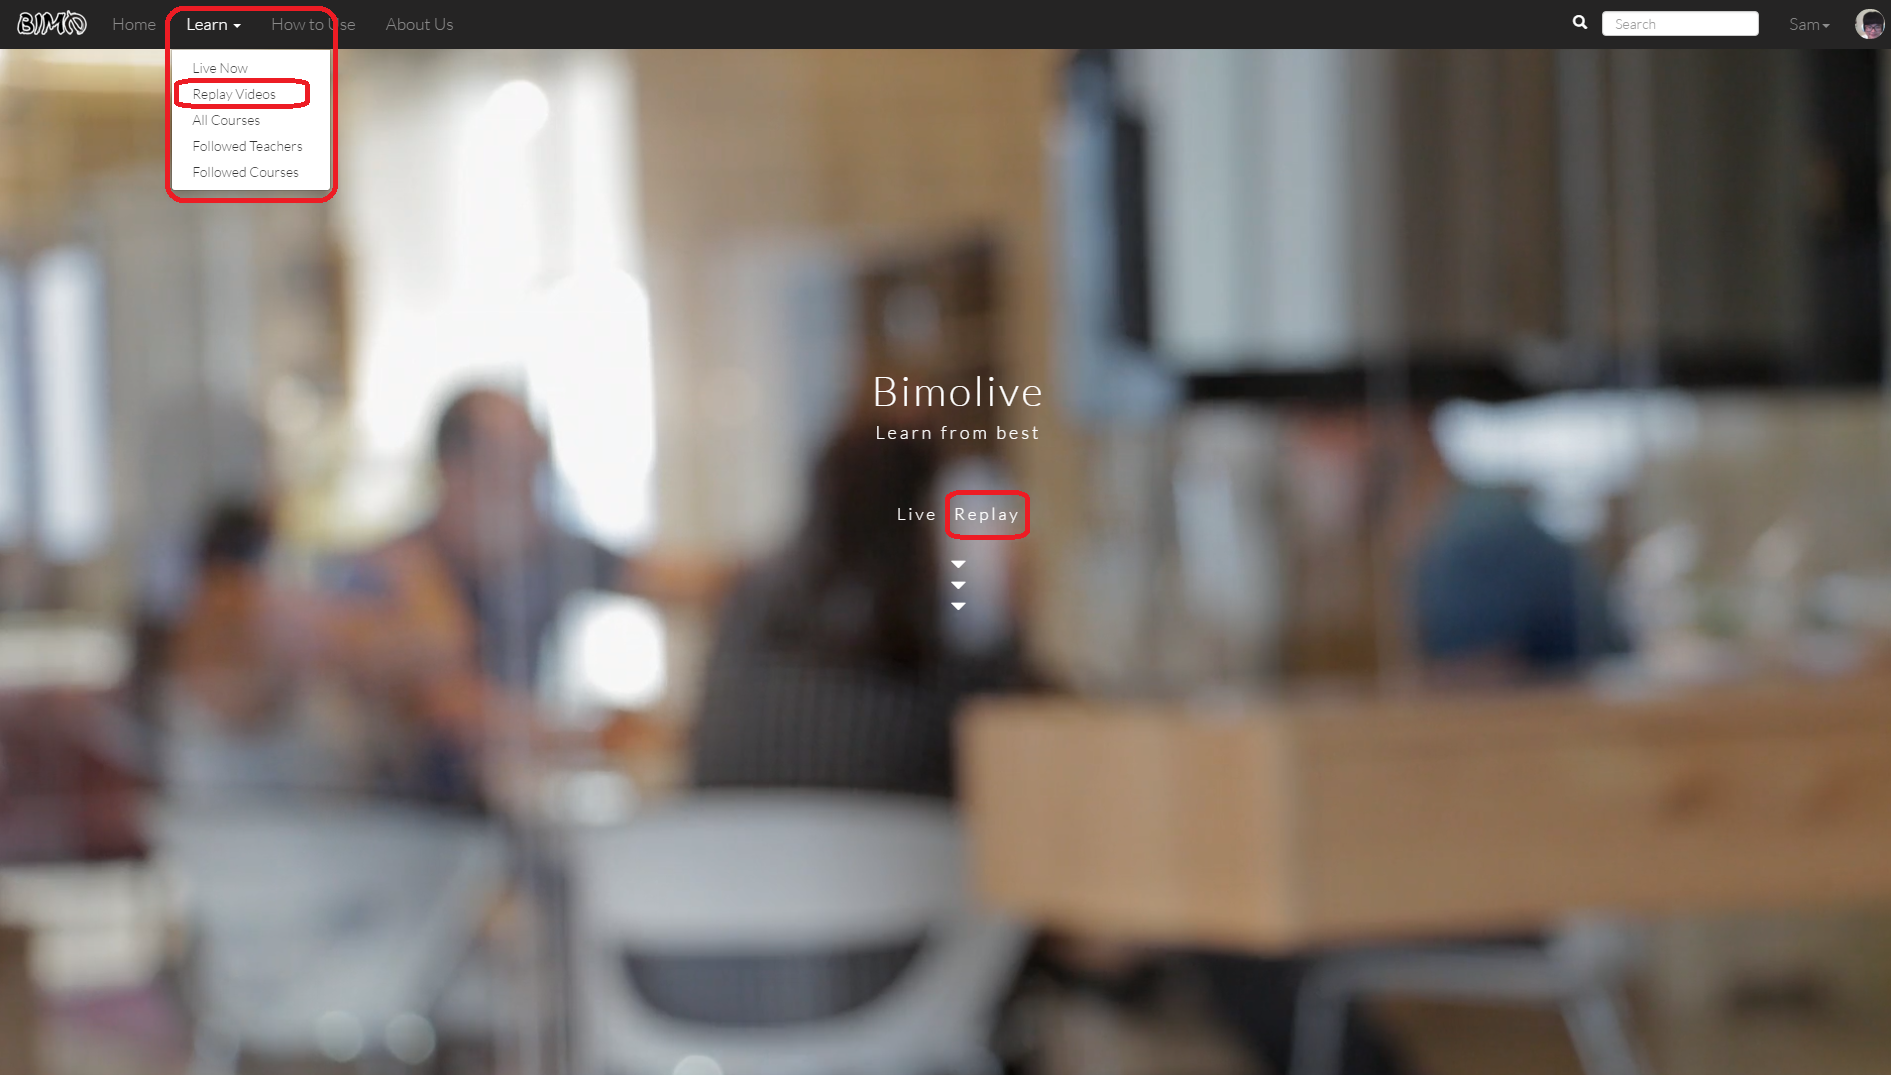 BIMO Home Learn How to Use About Us Search Sam
Live Now
Replay Videos
All Courses
Followed Teachers
Followed Courses
Bimolive
Learn from best
Live Replay